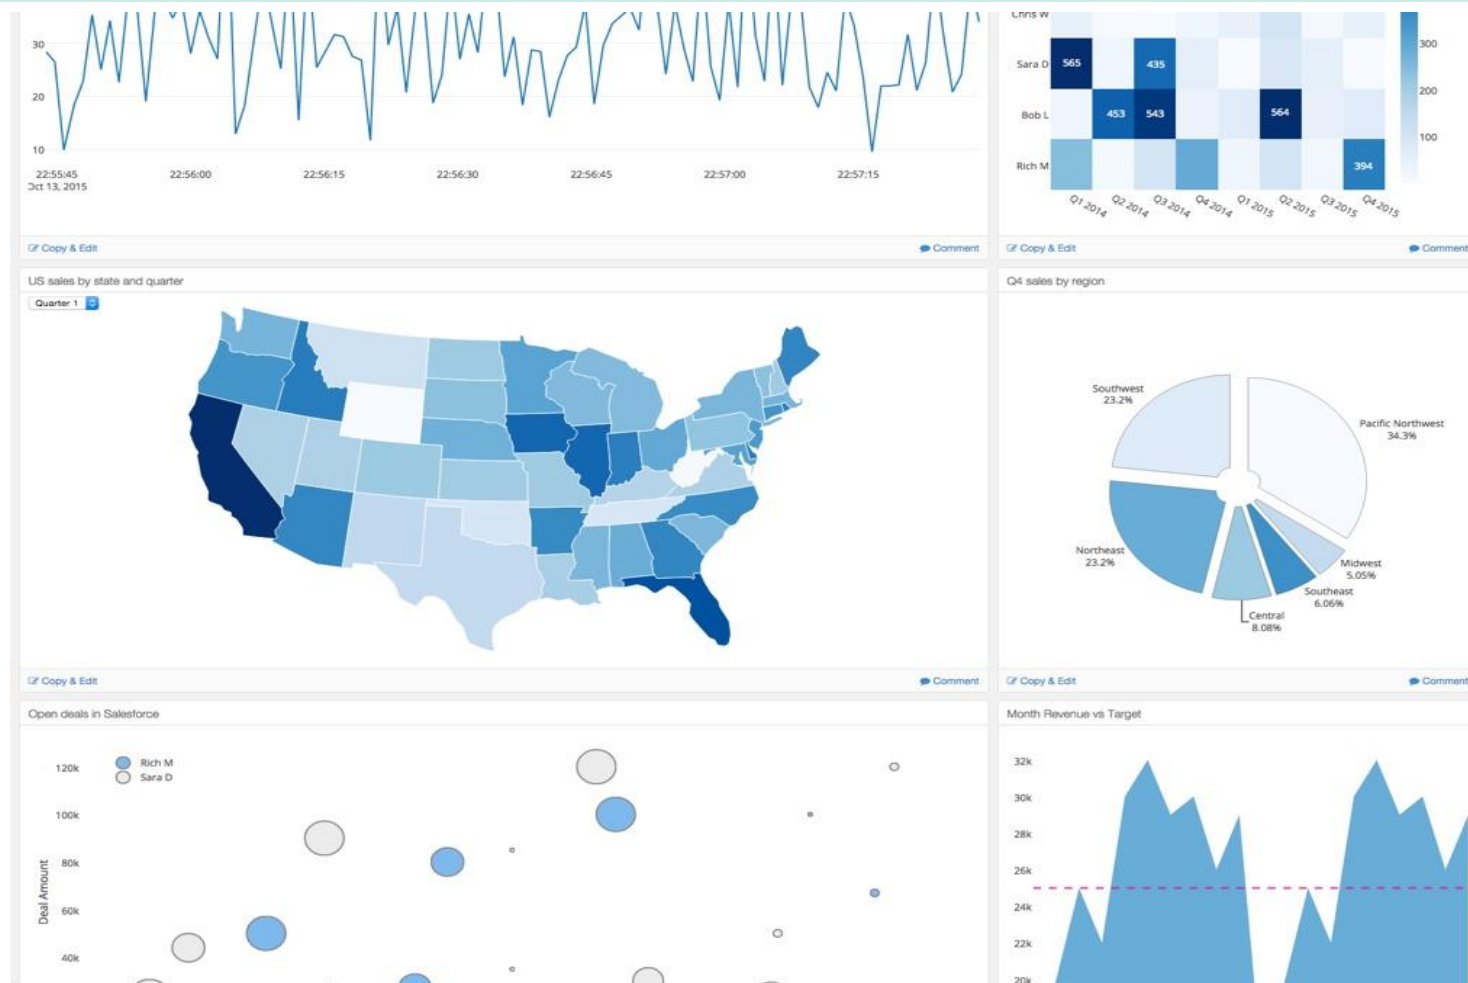 30
20
10
22:55:45
Oct 13, 2015
22:56:00
22:56:15
22:56:30
22:56:45
22:57:00
22:57:15
Copy & Edit
Comment
Chris W
Sara D
Bob L
Rich M
565
435
453
543
564
394
Q1 2014
Q2 2014
Q3 2014
Q4 2014
Q1 2015
Q2 2015
Q3 2015
Q4 2015
300
200
100
Copy & Edit
Comment
US sales by state and quarter
Quarter 1
Copy & Edit
Comment
Q4 sales by region
Southwest
23.2%
Pacific Northwest
34.3%
Northeast
23.2%
Midwest
5.05%
Southeast
6.06%
Central
8.08%
Copy & Edit
Comment
Open deals in Salesforce
Rich M
Sara D
Deal Amount
120k
100k
80k
60k
40k
Month Revenue vs Target
32k
30k
28k
26k
24k
22k
20k